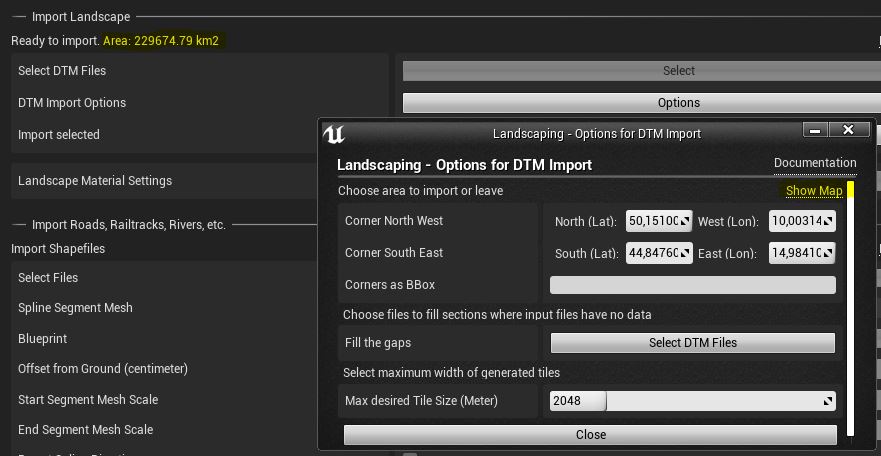 Import Landscape
Ready to import. Area: 229674.79 km2
Select DTM Files
Select
DTM Import Options
Options
Import selected
Landscape Material Settings
Import Roads, Railtracks, Rivers, etc.
Import Shapefiles
Select Files
Spline Segment Mesh
Blueprint
Offset from Ground (centimeter)
Start Segment Mesh Scale
End Segment Mesh Scale
Landscaping - Options for DTM Import
Landscaping - Options for DTM Import
Documentation
Choose area to import or leave
Show Map
Corner North West
North (Lat): 50,15100 West (Lon): 10,00314
Corner South East
South (Lat): 44,84760 East (Lon): 14,98410
Corners as BBox
Choose files to fill sections where input files have no data
Fill the gaps
Select DTM Files
Select maximum width of generated tiles
Max desired Tile Size (Meter)
2048
Close